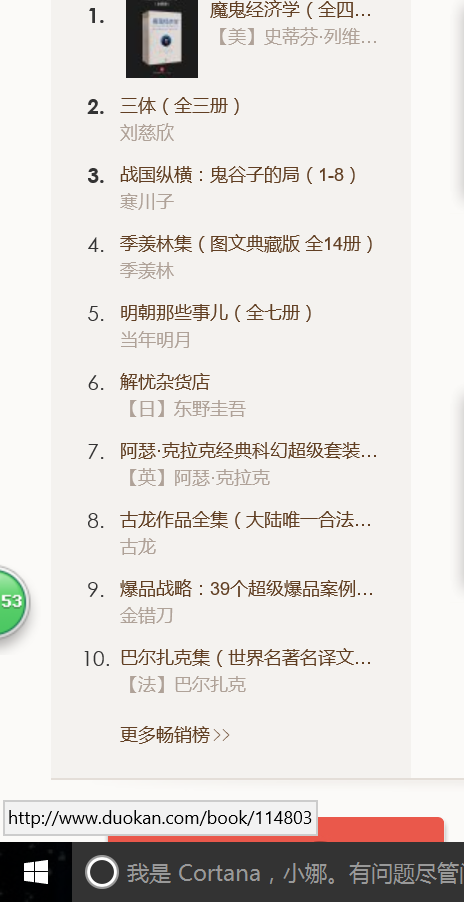 1.
魔鬼经济学（全四…
【美】史蒂芬·列维…
2. 三体（全三册）
刘慈欣
3. 战国纵横：鬼谷子的局（1-8）
寒川子
4. 季羡林集（图文典藏版 全14册）
季羡林
5. 明朝那些事儿（全七册）
当年明月
6. 解忧杂货店
【日】东野圭吾
7. 阿瑟·克拉克经典科幻超级套装…
【英】阿瑟·克拉克
8. 古龙作品全集（大陆唯一合法…
古龙
9. 爆品战略：39个超级爆品案例…
53
金错刀
10. 巴尔扎克集（世界名著名译文…
【法】巴尔扎克
更多畅销榜>>
http://www.duokan.com/book/114803
我是 Cortana，小娜。有问题尽管问